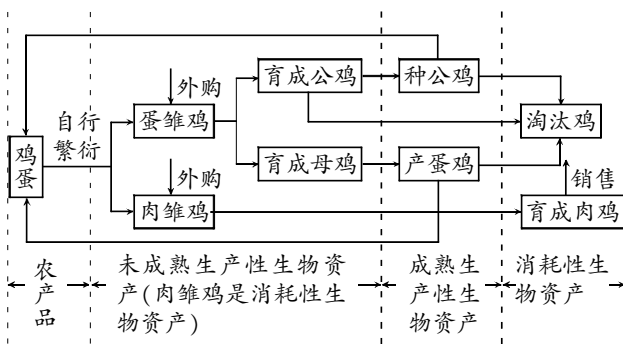 育成公鸡
种公鸡
外购
蛋雏鸡
淘汰鸡
自行
繁衍
鸡
蛋
育成母鸡
产蛋鸡
外购
销售
肉雏鸡
育成肉鸡
农
产
品
未成熟生产性生物资
产(肉雏鸡是消耗性生
物资产)
成熟生
产性生
物资产
消耗性生
物资产